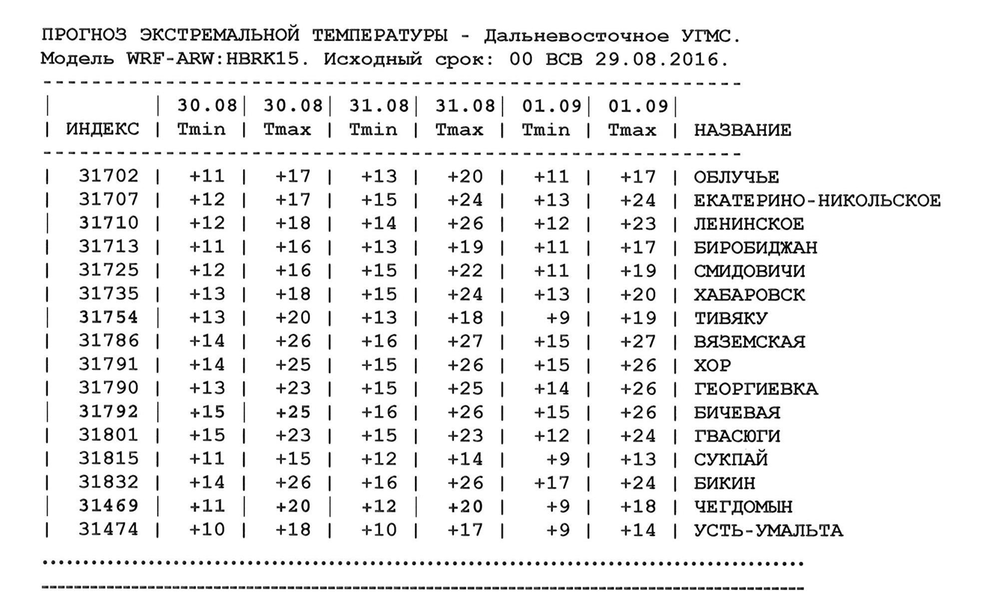 ПРОГНОЗ ЭКСТРЕМАЛЬНОЙ ТЕМПЕРАТУРЫ - Дальневосточное УГМС.
Модель WRF-ARW:HBRK15. Исходный срок: 00 ВСВ 29.08.2016.
-----------------------------------------------------------
| | 30.08| 30.08| 31.08| 31.08| 01.09| 01.09|
| ИНДЕКС | Tmin | Tmax | Tmin | Tmax | Tmin | Tmax | НАЗВАНИЕ
-----------------------------------------------------------
| 31702 | +11 | +17 | +13 | +20 | +11 | +17 | ОБЛУЧЬЕ
| 31707 | +12 | +17 | +15 | +24 | +13 | +24 | ЕКАТЕРИНО-НИКОЛЬСКОЕ
| 31710 | +12 | +18 | +14 | +26 | +12 | +23 | ЛЕНИНСКОЕ
| 31713 | +11 | +16 | +13 | +19 | +11 | +17 | БИРОБИДЖАН
| 31725 | +12 | +16 | +15 | +22 | +11 | +19 | СМИДОВИЧИ
| 31735 | +13 | +18 | +15 | +24 | +13 | +20 | ХАБАРОВСК
| 31754 | +13 | +20 | +13 | +18 | +9 | +19 | ТИВЯКУ
| 31786 | +14 | +26 | +16 | +27 | +15 | +27 | ВЯЗЕМСКАЯ
| 31791 | +14 | +25 | +15 | +26 | +15 | +26 | ХОР
| 31790 | +13 | +23 | +15 | +25 | +14 | +26 | ГЕОРГИЕВКА
| 31792 | +15 | +25 | +16 | +26 | +15 | +26 | БИЧЕВАЯ
| 31801 | +15 | +23 | +15 | +23 | +12 | +24 | ГВАСЮГИ
| 31815 | +11 | +15 | +12 | +14 | +9 | +13 | СУКПАЙ
| 31832 | +14 | +26 | +16 | +26 | +17 | +24 | БИКИН
| 31469 | +11 | +20 | +12 | +20 | +9 | +18 | ЧЕГДОМЫН
| 31474 | +10 | +18 | +10 | +17 | +9 | +14 | УСТЬ-УМАЛЬТА